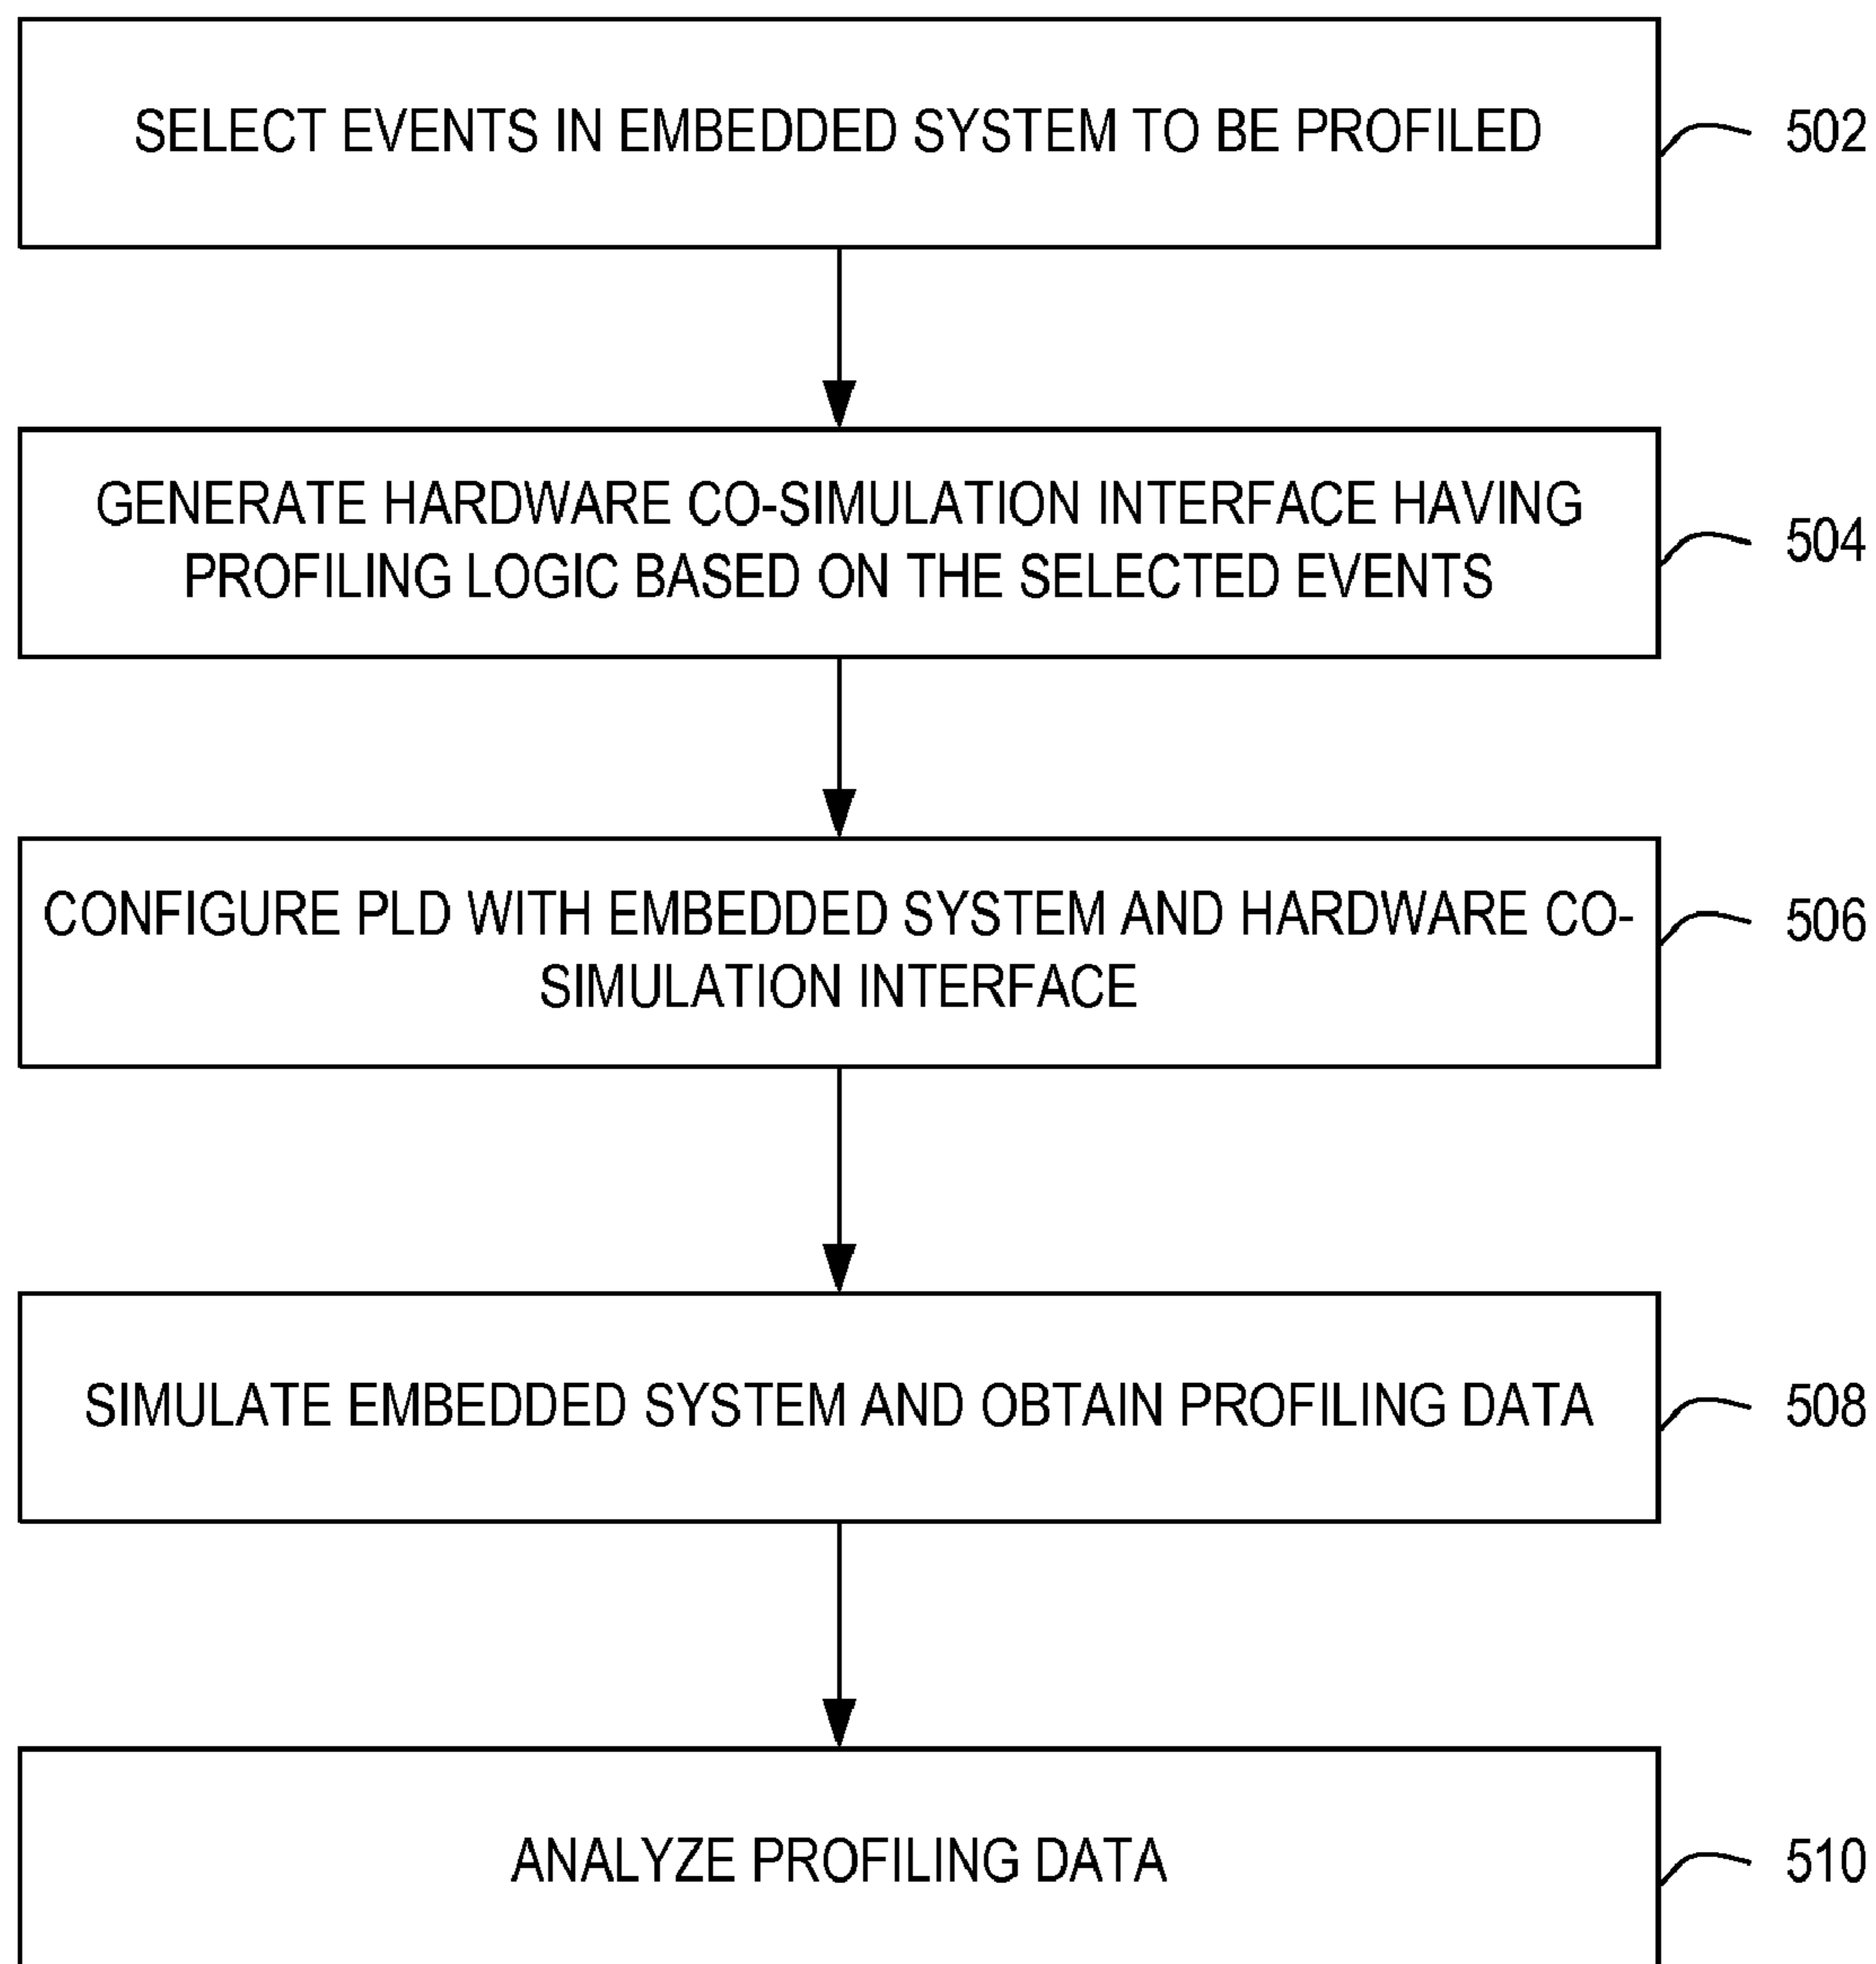 SELECT EVENTS IN EMBEDDED SYSTEM TO BE PROFILED
502
GENERATE HARDWARE CO-SIMULATION INTERFACE HAVING
PROFILING LOGIC BASED ON THE SELECTED EVENTS
504
CONFIGURE PLD WITH EMBEDDED SYSTEM AND HARDWARE CO-
SIMULATION INTERFACE
506
SIMULATE EMBEDDED SYSTEM AND OBTAIN PROFILING DATA
508
ANALYZE PROFILING DATA
510